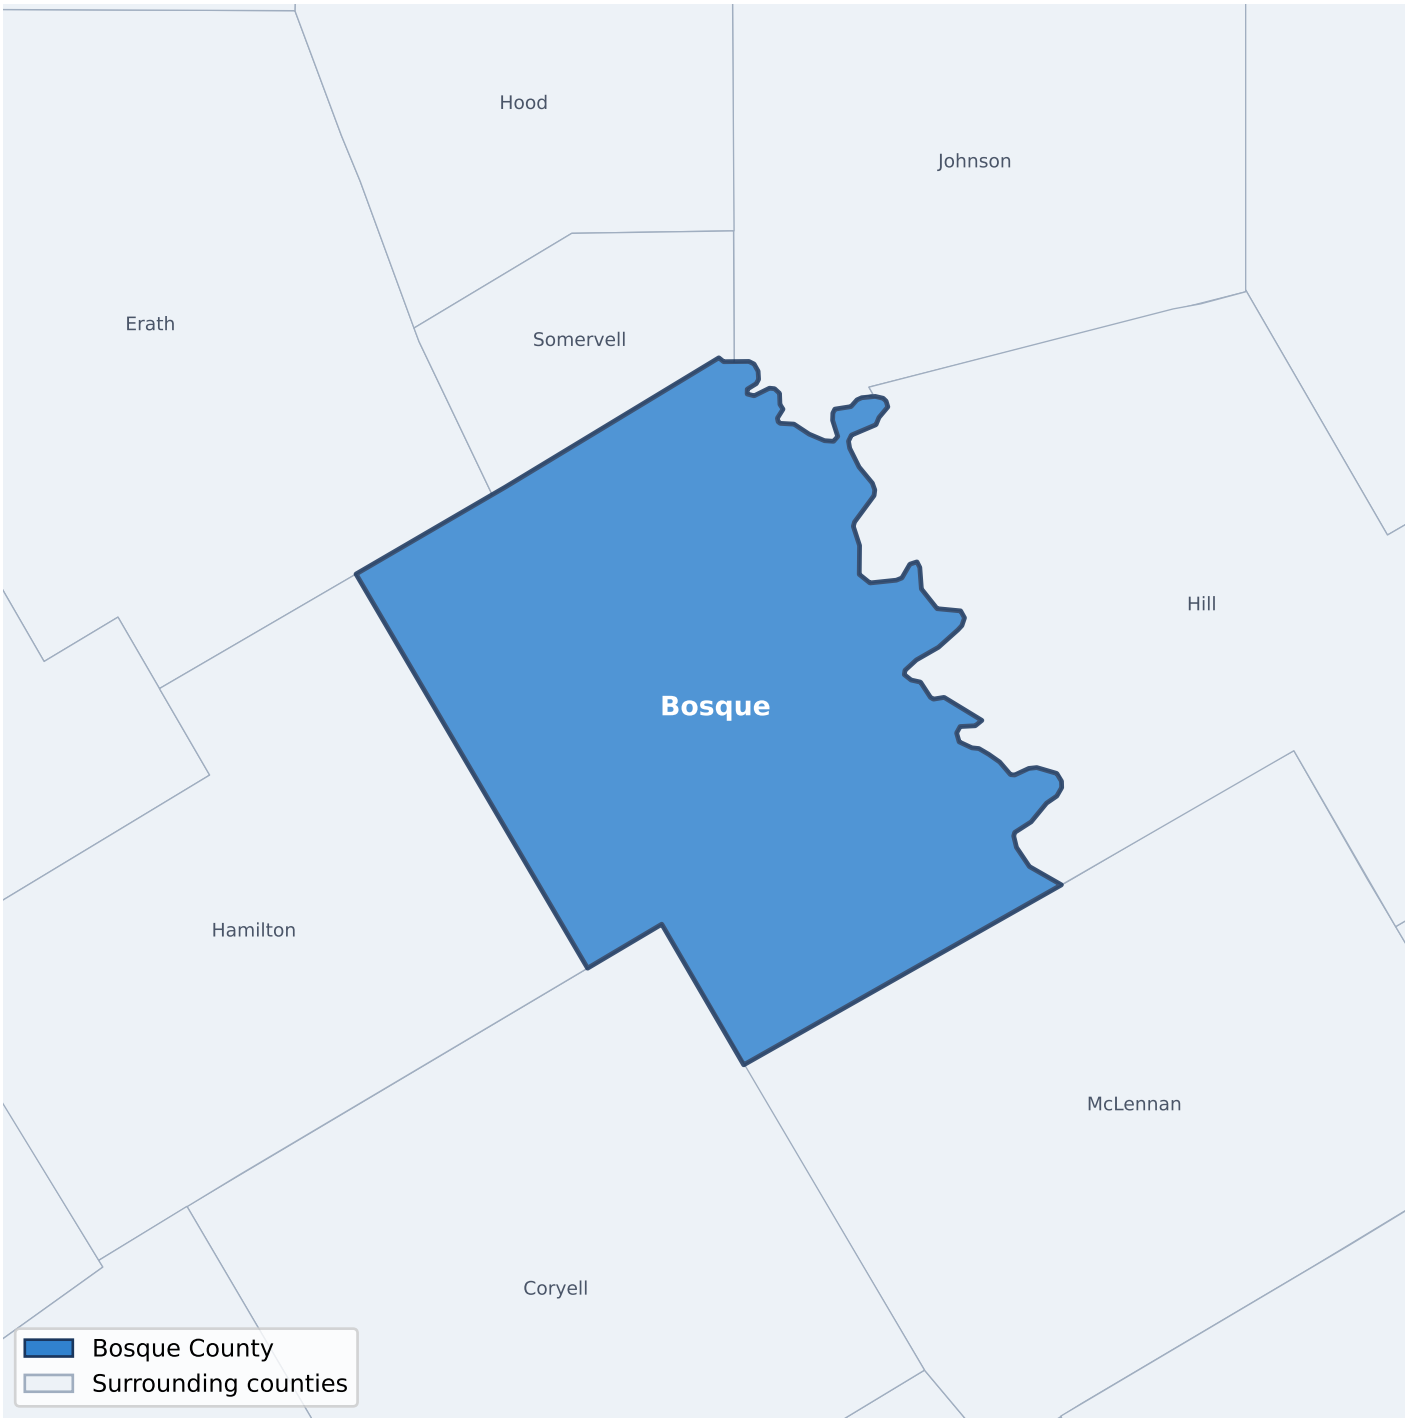 Hood
Johnson
Erath
Somervell
Hill
Bosque
Hamilton
McLennan
Coryell
Bosque County
Surrounding counties